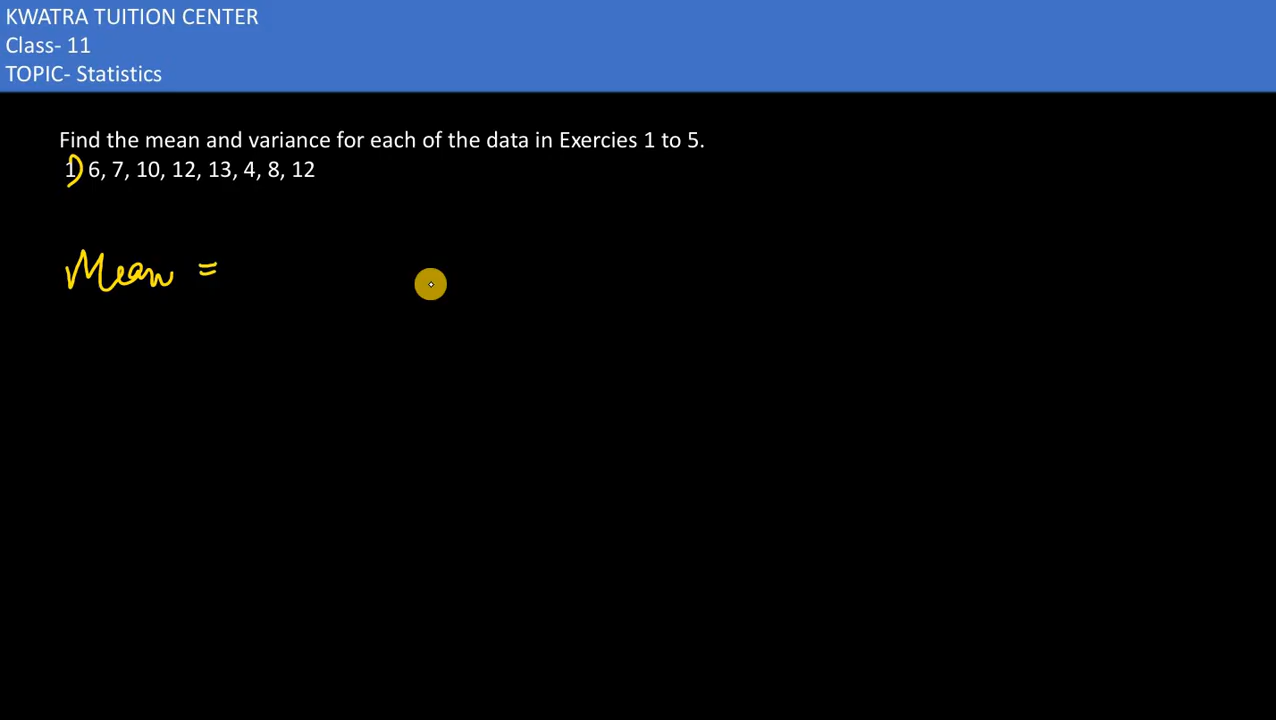 KWATRA TUITION CENTER
Class- 11
TOPIC- Statistics
Find the mean and variance for each of the data in Exercies 1 to 5.
1) 6, 7, 10, 12, 13, 4, 8, 12
Mean =